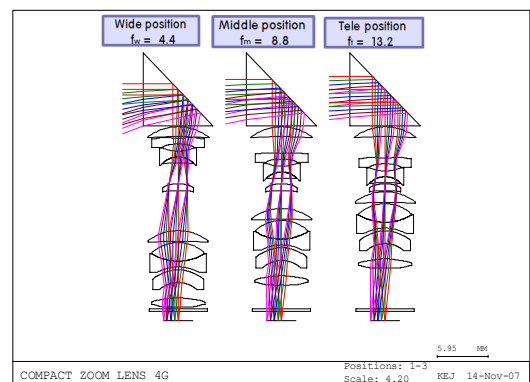 Wide position
fw = 4.4
Middle position
fm = 8.8
Tele position
ft = 13.2
5.95 MM
COMPACT ZOOM LENS 4G
Positions: 1-3
Scale: 4.20
KEJ 14-Nov-07